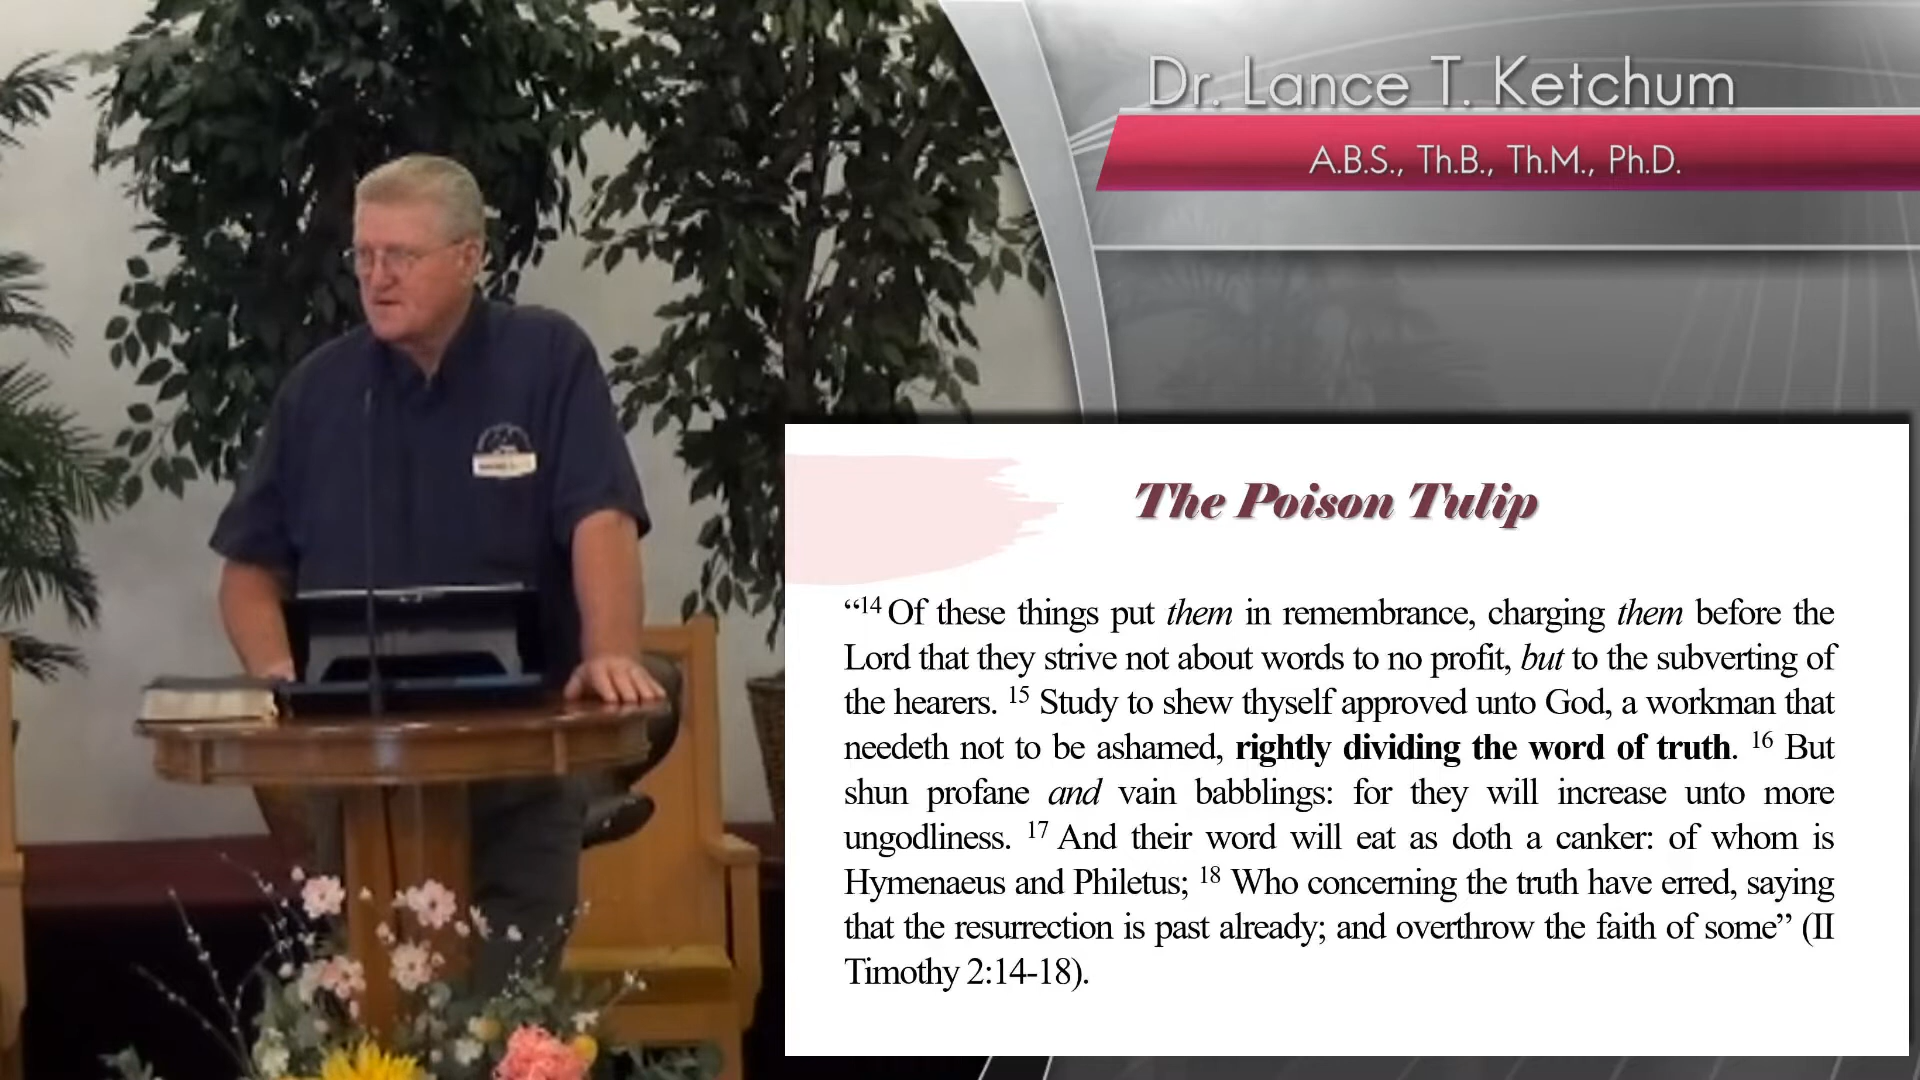 Dr. Lance T. Ketchum
A.B.S., Th.B., Th.M., Ph.D.
The Poison Tulip
“14 Of these things put them in remembrance, charging them before the
Lord that they strive not about words to no profit, but to the subverting of
the hearers. 15 Study to shew thyself approved unto God, a workman that
needeth not to be ashamed, rightly dividing the word of truth. 16 But
shun profane and vain babblings: for they will increase unto more
ungodliness. 17 And their word will eat as doth a canker: of whom is
Hymenaeus and Philetus; 18 Who concerning the truth have erred, saying
that the resurrection is past already; and overthrow the faith of some” (II
Timothy 2:14-18).